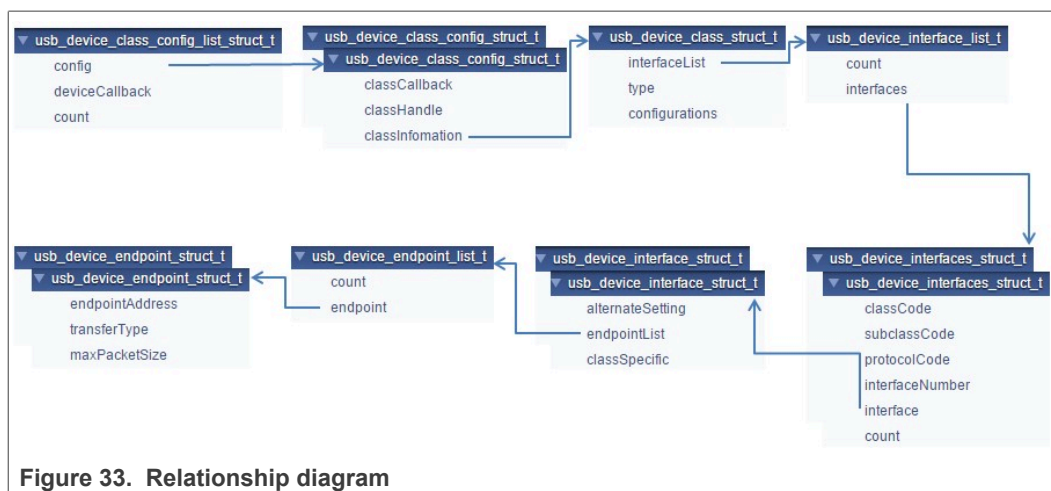 usb_device_class_config_list_struct_t
config
deviceCallback
count
usb_device_class_config_struct_t
usb_device_class_config_struct_t
classCallback
classHandle
classInfomation
usb_device_class_struct_t
interfaceList
type
configurations
usb_device_interface_list_t
count
interfaces
usb_device_endpoint_struct_t
usb_device_endpoint_struct_t
endpointAddress
transferType
maxPacketSize
usb_device_endpoint_list_t
count
endpoint
usb_device_interface_struct_t
usb_device_interface_struct_t
alternateSetting
endpointList
classSpecific
usb_device_interfaces_struct_t
usb_device_interfaces_struct_t
classCode
subclassCode
protocolCode
interfaceNumber
interface
count
Figure 33. Relationship diagram